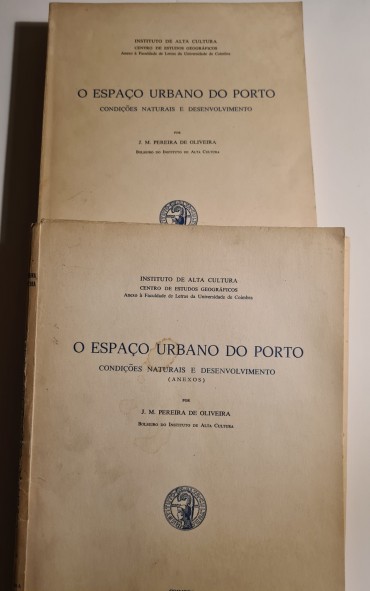 INSTITUTO DE ALTA CULTURA
CENTRO DE ESTUDOS GEOGRÁFICOS
Anexo à Faculdade de Letras da Universidade de Coimbra
O ESPAÇO URBANO DO PORTO
CONDIÇÕES NATURAIS E DESENVOLVIMENTO
POR
J. M. PEREIRA DE OLIVEIRA
Bolseiro do Instituto de Alta Cultura
INSTITUTO DE ALTA CULTURA
CENTRO DE ESTUDOS GEOGRÁFICOS
Anexo à Faculdade de Letras da Universidade de Coimbra
O ESPAÇO URBANO DO PORTO
CONDIÇÕES NATURAIS E DESENVOLVIMENTO
(ANEXOS)
POR
J. M. PEREIRA DE OLIVEIRA
Bolseiro do Instituto de Alta Cultura